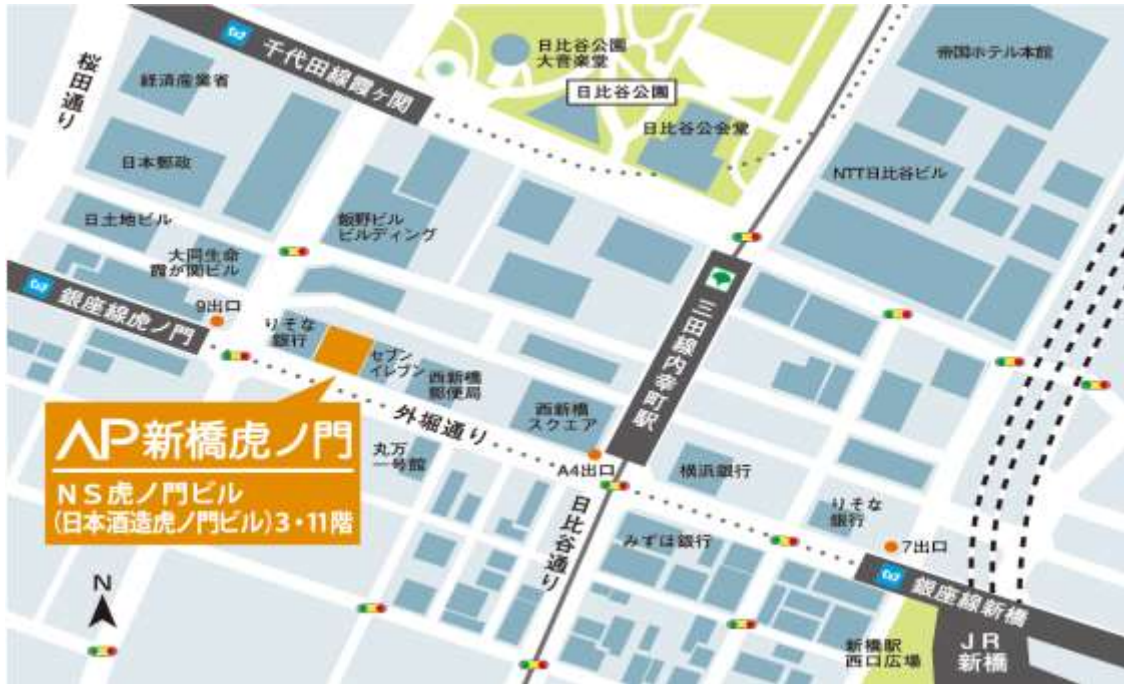 桜田通り
経済産業省
千代田線霞ヶ関
日比谷公園
大音楽堂
日比谷公園
日比谷公会堂
帝国ホテル本館
日本郵政
NTT日比谷ビル
日土地ビル
飯野ビル
ビルディング
大同生命
霞が関ビル
銀座線虎ノ門
9出口
りそな
銀行
セブン
イレブン
西新橋
郵便局
三田線内幸町駅
外堀通り
西新橋
スクエア
AP新橋虎ノ門
NS虎ノ門ビル
(日本酒造虎ノ門ビル)3・11階
丸万
一号館
A4出口
横浜銀行
日比谷通り
みずほ銀行
りそな
銀行
7出口
銀座線新橋
N
新橋駅
西口広場
JR
新橋